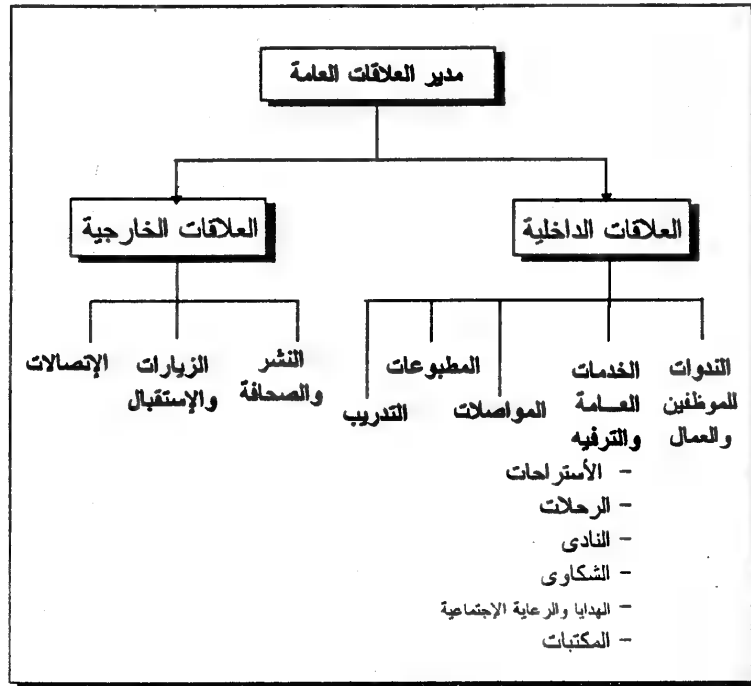 مدير العلاقات العامة
العلاقات الداخلية
العلاقات الخارجية
الندوات
للموظفين
والعمال
الخدمات
العـــامة
والترفيه
المواصلات
المطبوعات
التدريب
- الأستراحات
- الرحلات
- النادى
- الشكاوى
- الهدايا والرعاية الإجتماعية
- المكتبات
النشر
والصحافة
الزيارات
والإستقبال
الإتصالات